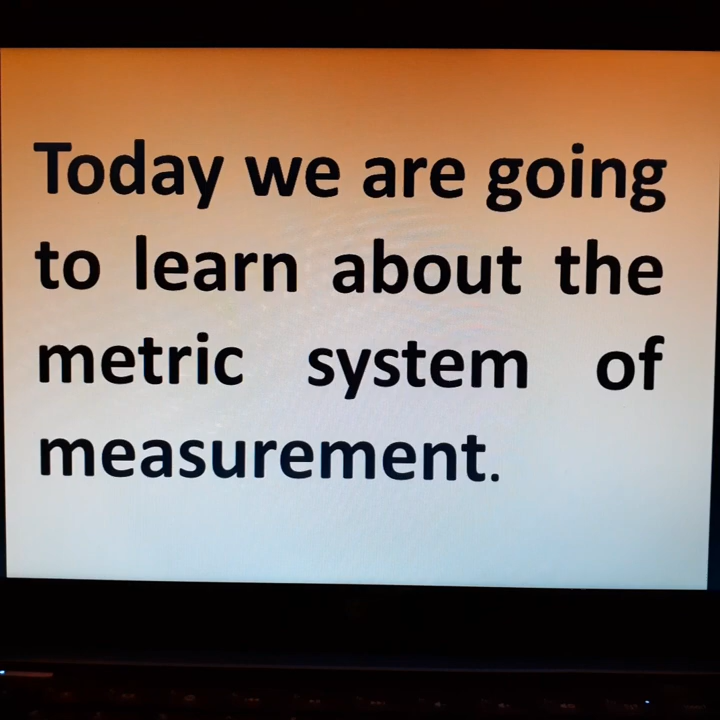 Today we are going
to learn about the
metric system of
measurement.